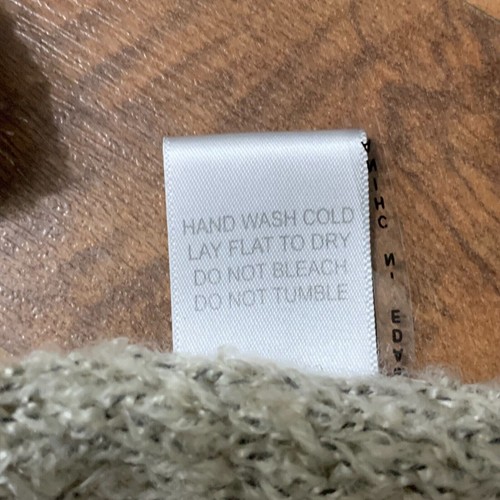 HAND WASH COLD
LAY FLAT TO DRY
DO NOT BLEACH
DO NOT TUMBLE